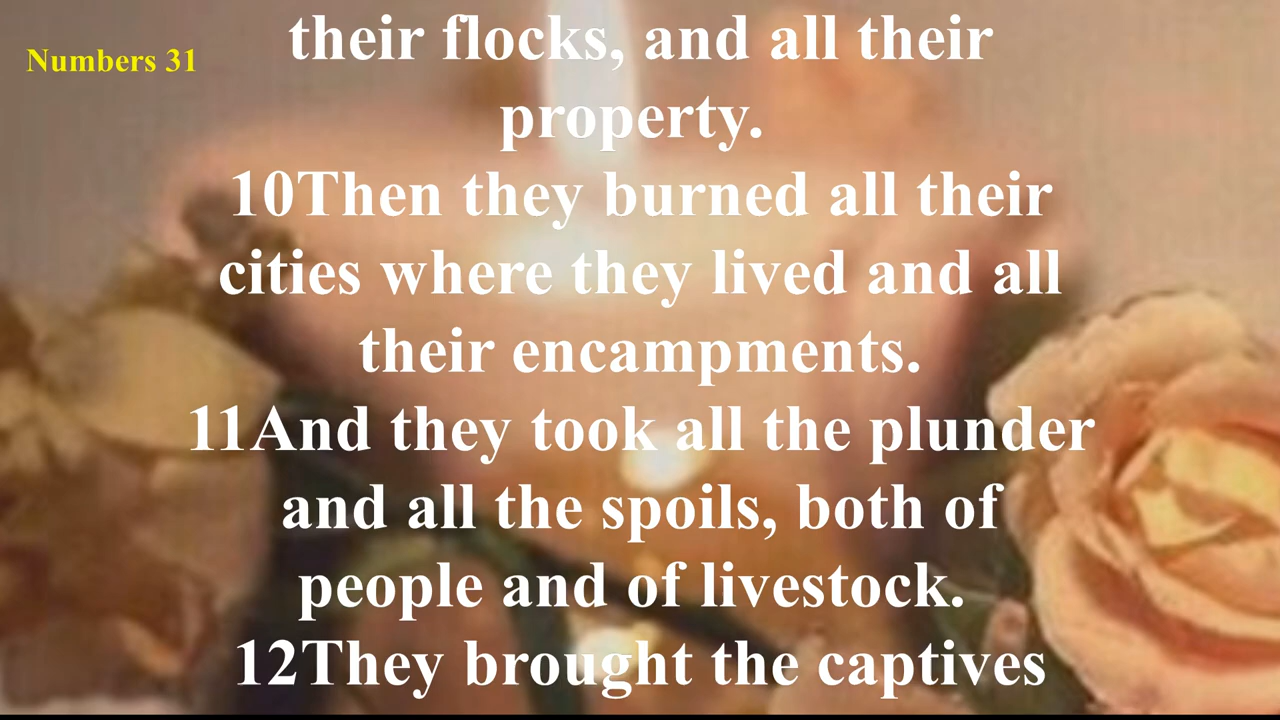 Numbers 31
their flocks, and all their
property.
10Then they burned all their
cities where they lived and all
their encampments.
11And they took all the plunder
and all the spoils, both of
people and of livestock.
12They brought the captives